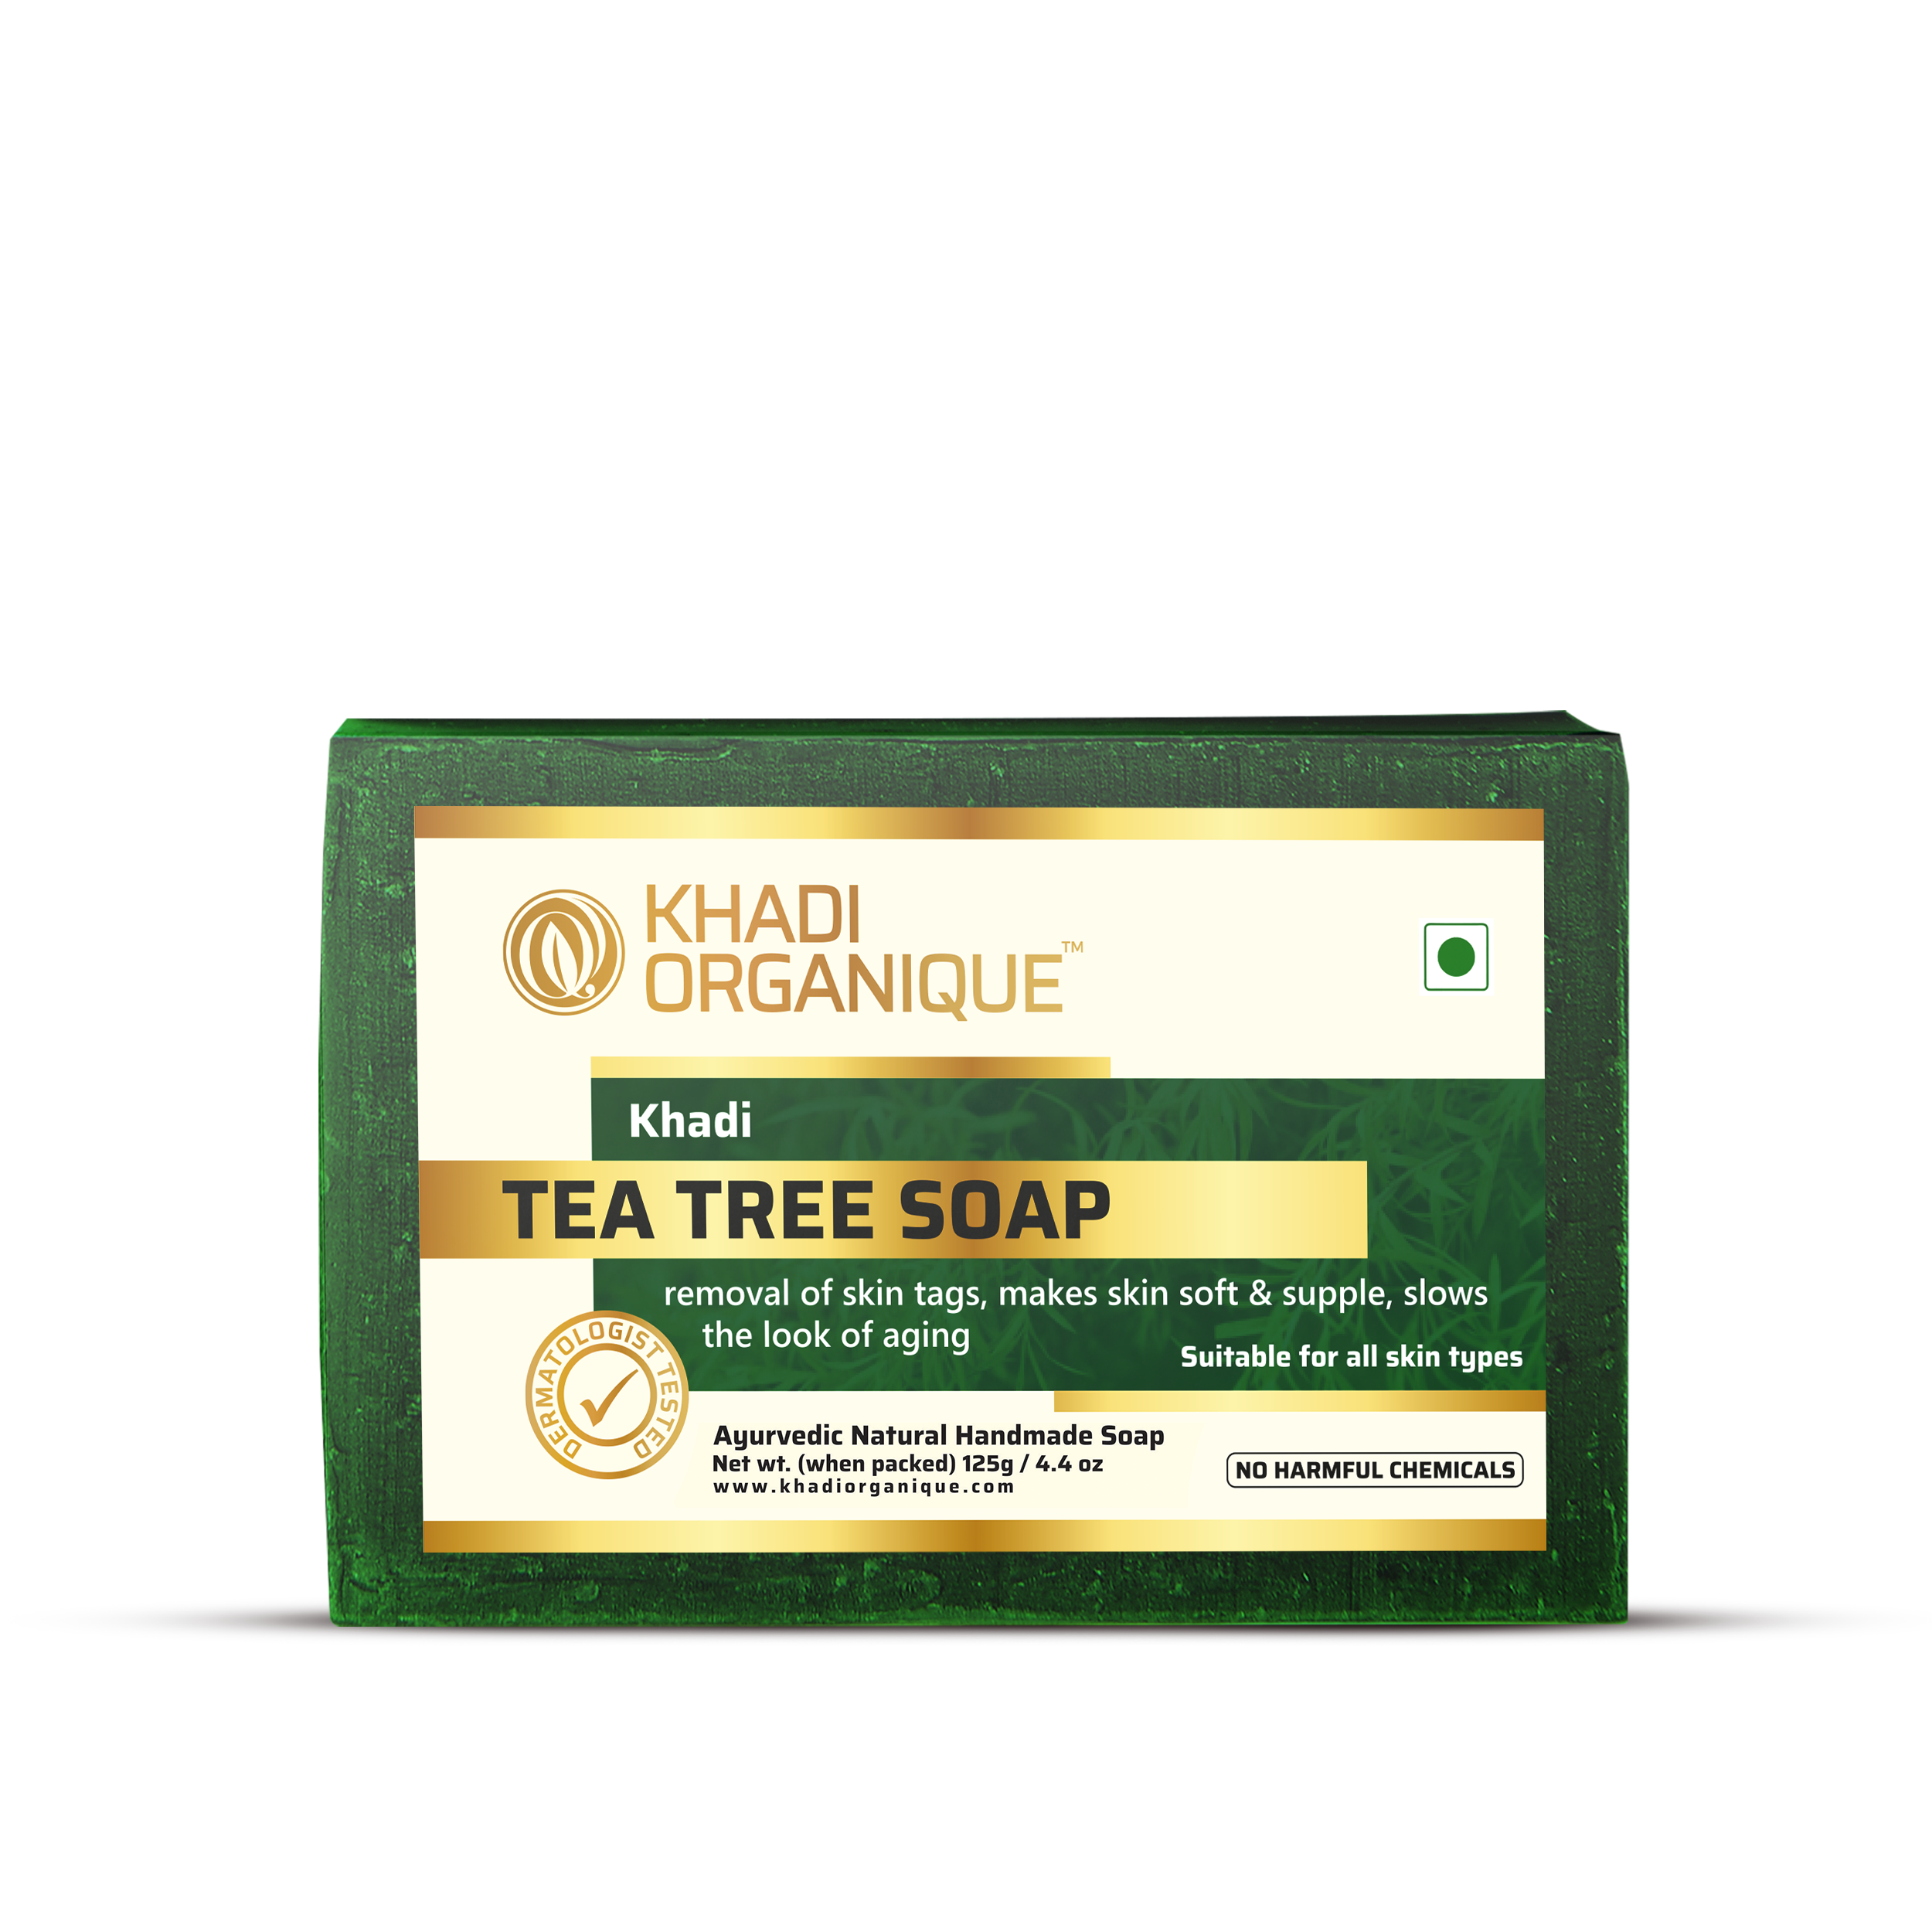 KHADI
ORGANIQUE™
Khadi
TEA TREE SOAP
removal of skin tags, makes skin soft & supple, slows
the look of aging
Suitable for all skin types
DERMATOLOGIST TESTED
Ayurvedic Natural Handmade Soap
Net wt. (when packed) 125g / 4.4 oz
www.khadiorganique.com
NO HARMFUL CHEMICALS